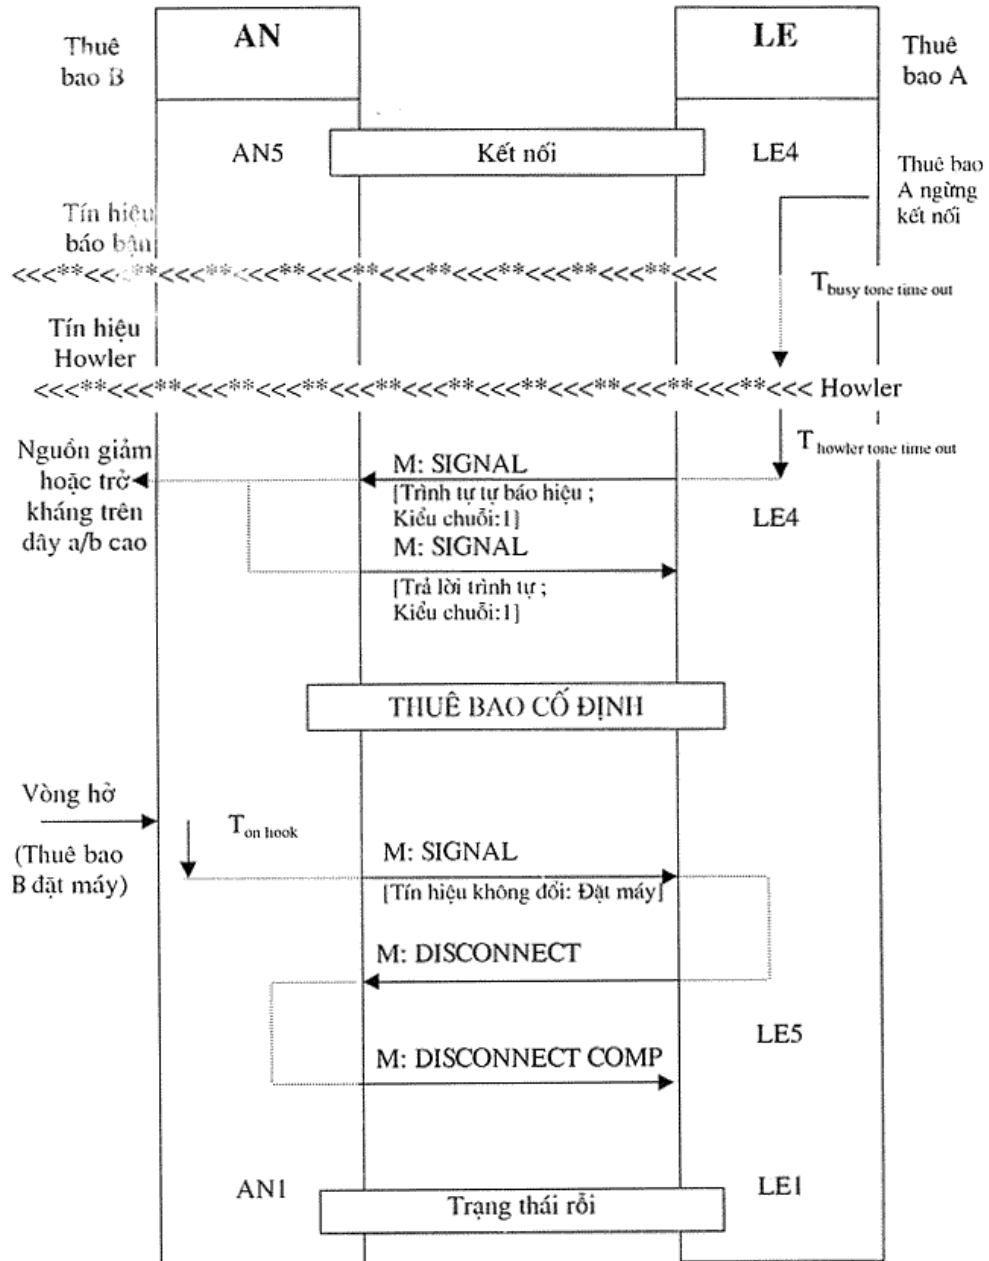 AN
LE
Thuê
bao B
Thuê
bao A
AN5
Kết nối
LE4
Thuê bao
A ngừng
kết nối
Tín hiệu
báo bận
<<<**<<<**<<<**<<<**<<<**<<<**<<<**<<<**<<<**<<<
T busy tone time out
Tín hiệu
Howler
<<<**<<<**<<<**<<<**<<<**<<<**<<<**<<<**<<<**<<<**<<< Howler
T howler tone time out
Nguồn giảm
hoặc trở
kháng trên
dây a/b cao
M: SIGNAL
[Trình tự tự báo hiệu ;
Kiểu chuỗi:1]
LE4
M: SIGNAL
[Trả lời trình tự ;
Kiểu chuỗi:1]
THUÊ BAO CỐ ĐỊNH
Vòng hở
(Thuê bao
B đặt máy)
T on hook
M: SIGNAL
[Tín hiệu không đổi: Đặt máy]
M: DISCONNECT
LE5
M: DISCONNECT COMP
AN1
Trạng thái rỗi
LE1